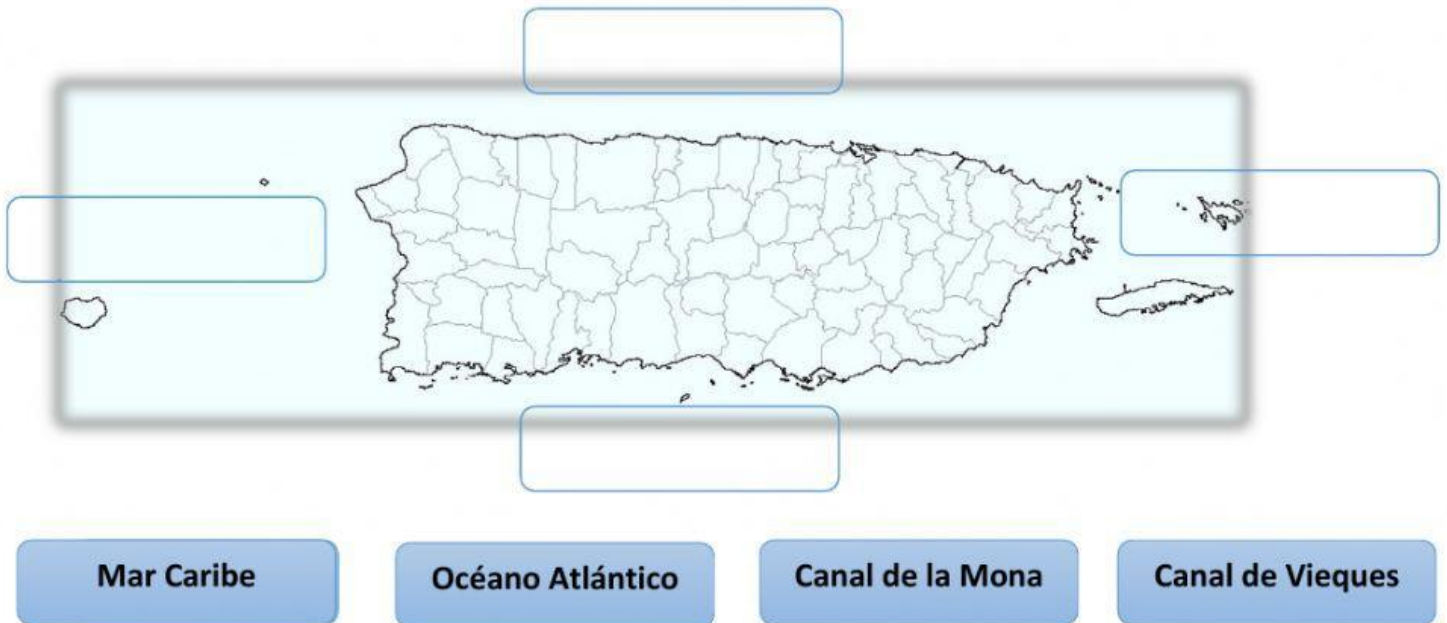 Mar Caribe
Océano Atlántico
Canal de la Mona
Canal de Vieques